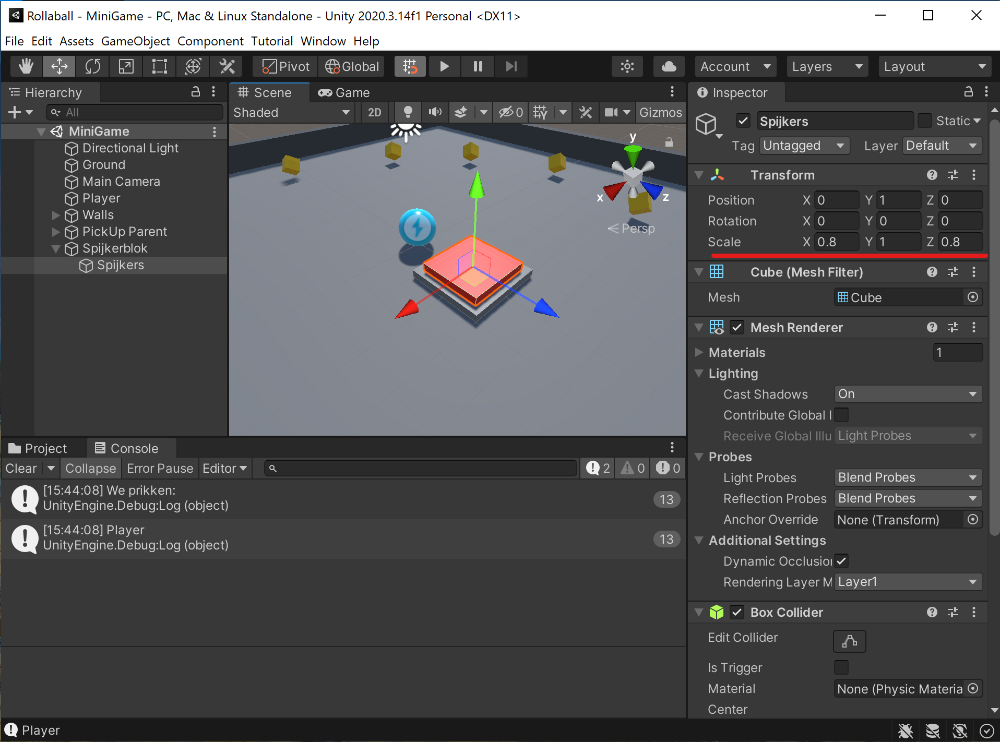 Rollaball - MiniGame - PC, Mac & Linux Standalone - Unity 2020.3.14f1 Personal <DX11>
File Edit Assets GameObject Component Tutorial Window Help
Pivot Global Account Layers Layout
Hierarchy
All
MiniGame
Directional Light
Ground
Main Camera
Player
Walls
PickUp Parent
Spijkerblok
Spijkers
Scene Game
Shaded 2D 0 Gizmos
y
x
z
Persp
Inspector
Spijkers Static
Tag Untagged Layer Default
Transform
Position X 0 Y 1 Z 0
Rotation X 0 Y 0 Z 0
Scale X 0.8 Y 1 Z 0.8
Cube (Mesh Filter)
Mesh Cube
Mesh Renderer
Materials 1
Lighting
Cast Shadows On
Contribute Global I
Receive Global Illu Light Probes
Probes
Light Probes Blend Probes
Reflection Probes Blend Probes
Anchor Override None (Transform)
Additional Settings
Dynamic Occlusion
Rendering Layer M Layer1
Box Collider
Edit Collider
Is Trigger
Material None (Physic Materia
Center
Project Console
Clear Collapse Error Pause Editor 2 0 0
[15:44:08] We prikken:
UnityEngine.Debug:Log (object)
13
[15:44:08] Player
UnityEngine.Debug:Log (object)
13
Player